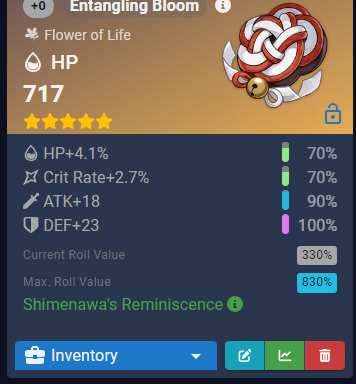 +0 Entangling Bloom
Flower of Life
HP
717
HP+4.1% 70%
Crit Rate+2.7% 70%
ATK+18 90%
DEF+23 100%
Current Roll Value 330%
Max. Roll Value 830%
Shimenawa's Reminiscence
Inventory